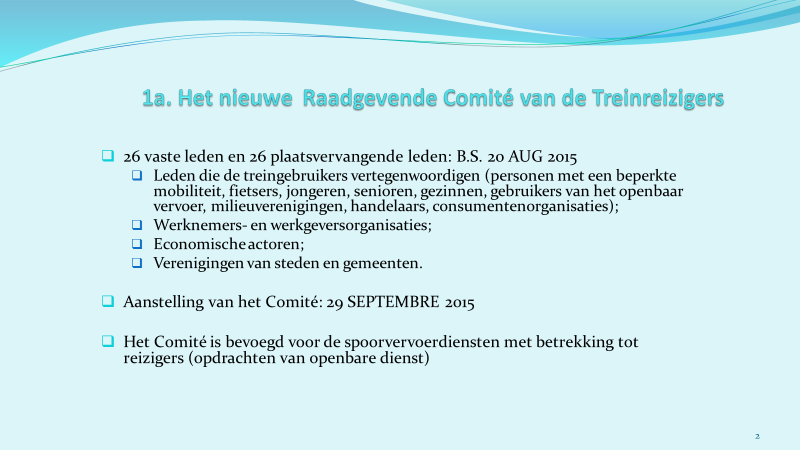 1a. Het nieuwe Raadgevende Comité van de Treinreizigers
26 vaste leden en 26 plaatsvervangende leden: B.S. 20 AUG 2015
Leden die de treingebruikers vertegenwoordigen (personen met een beperkte
mobiliteit, fietsers, jongeren, senioren, gezinnen, gebruikers van het openbaar
vervoer, milieuverenigingen, handelaars, consumentenorganisaties);
Werknemers- en werkgeversorganisaties;
Economische actoren;
Verenigingen van steden en gemeenten.
Aanstelling van het Comité: 29 SEPTEMBRE 2015
Het Comité is bevoegd voor de spoorvervoerdiensten met betrekking tot
reizigers (opdrachten van openbare dienst)
2